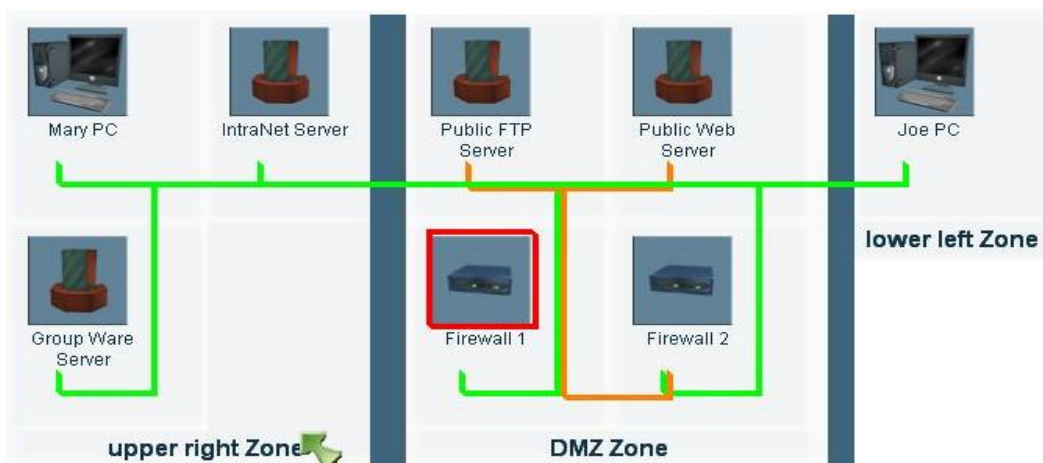 Mary PC
IntraNet Server
Public FTP
Server
Public Web
Server
Joe PC
lower left Zone
Group Ware
Server
Firewall 1
Firewall 2
upper right Zone
DMZ Zone